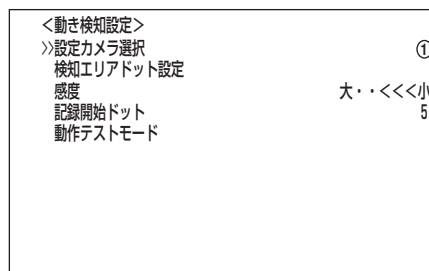 ＜動き検知設定＞
≫設定カメラ選択 ①
検知エリアドット設定
感度 大・・＜＜＜小
記録開始ドット 5
動作テストモード